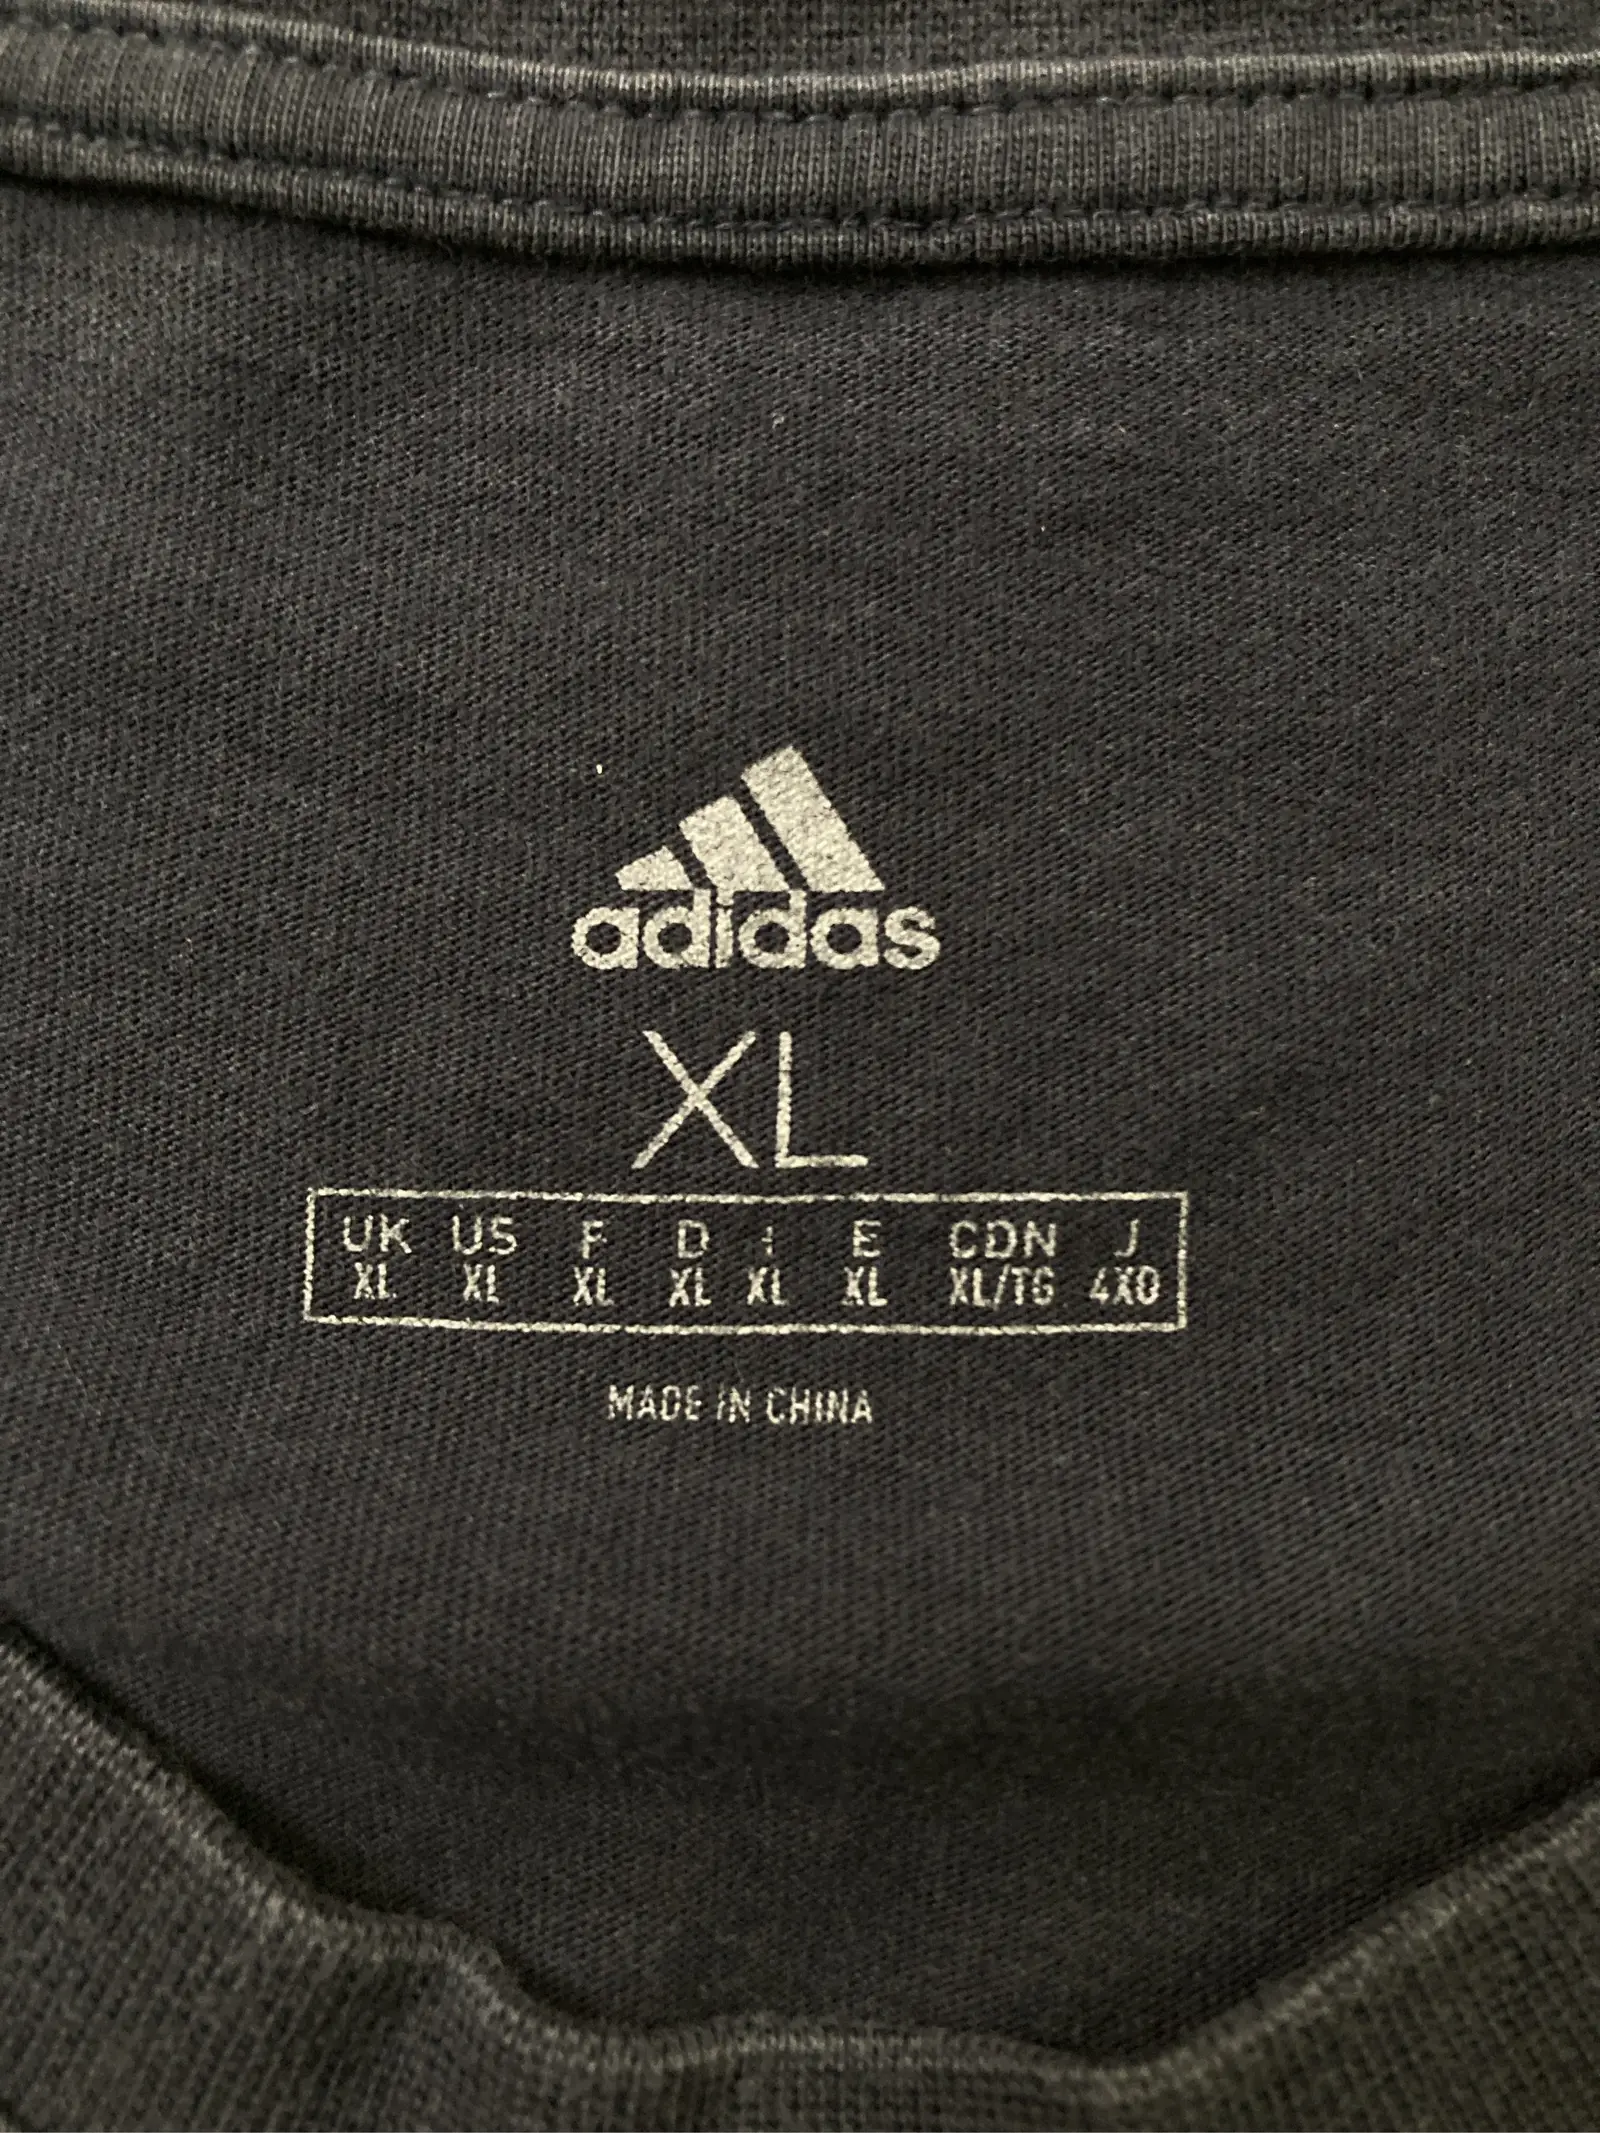 adidas
XL
UK US F D I E CDN J
XL XL XL XL XL XL XL/TG 4XO
MADE IN CHINA